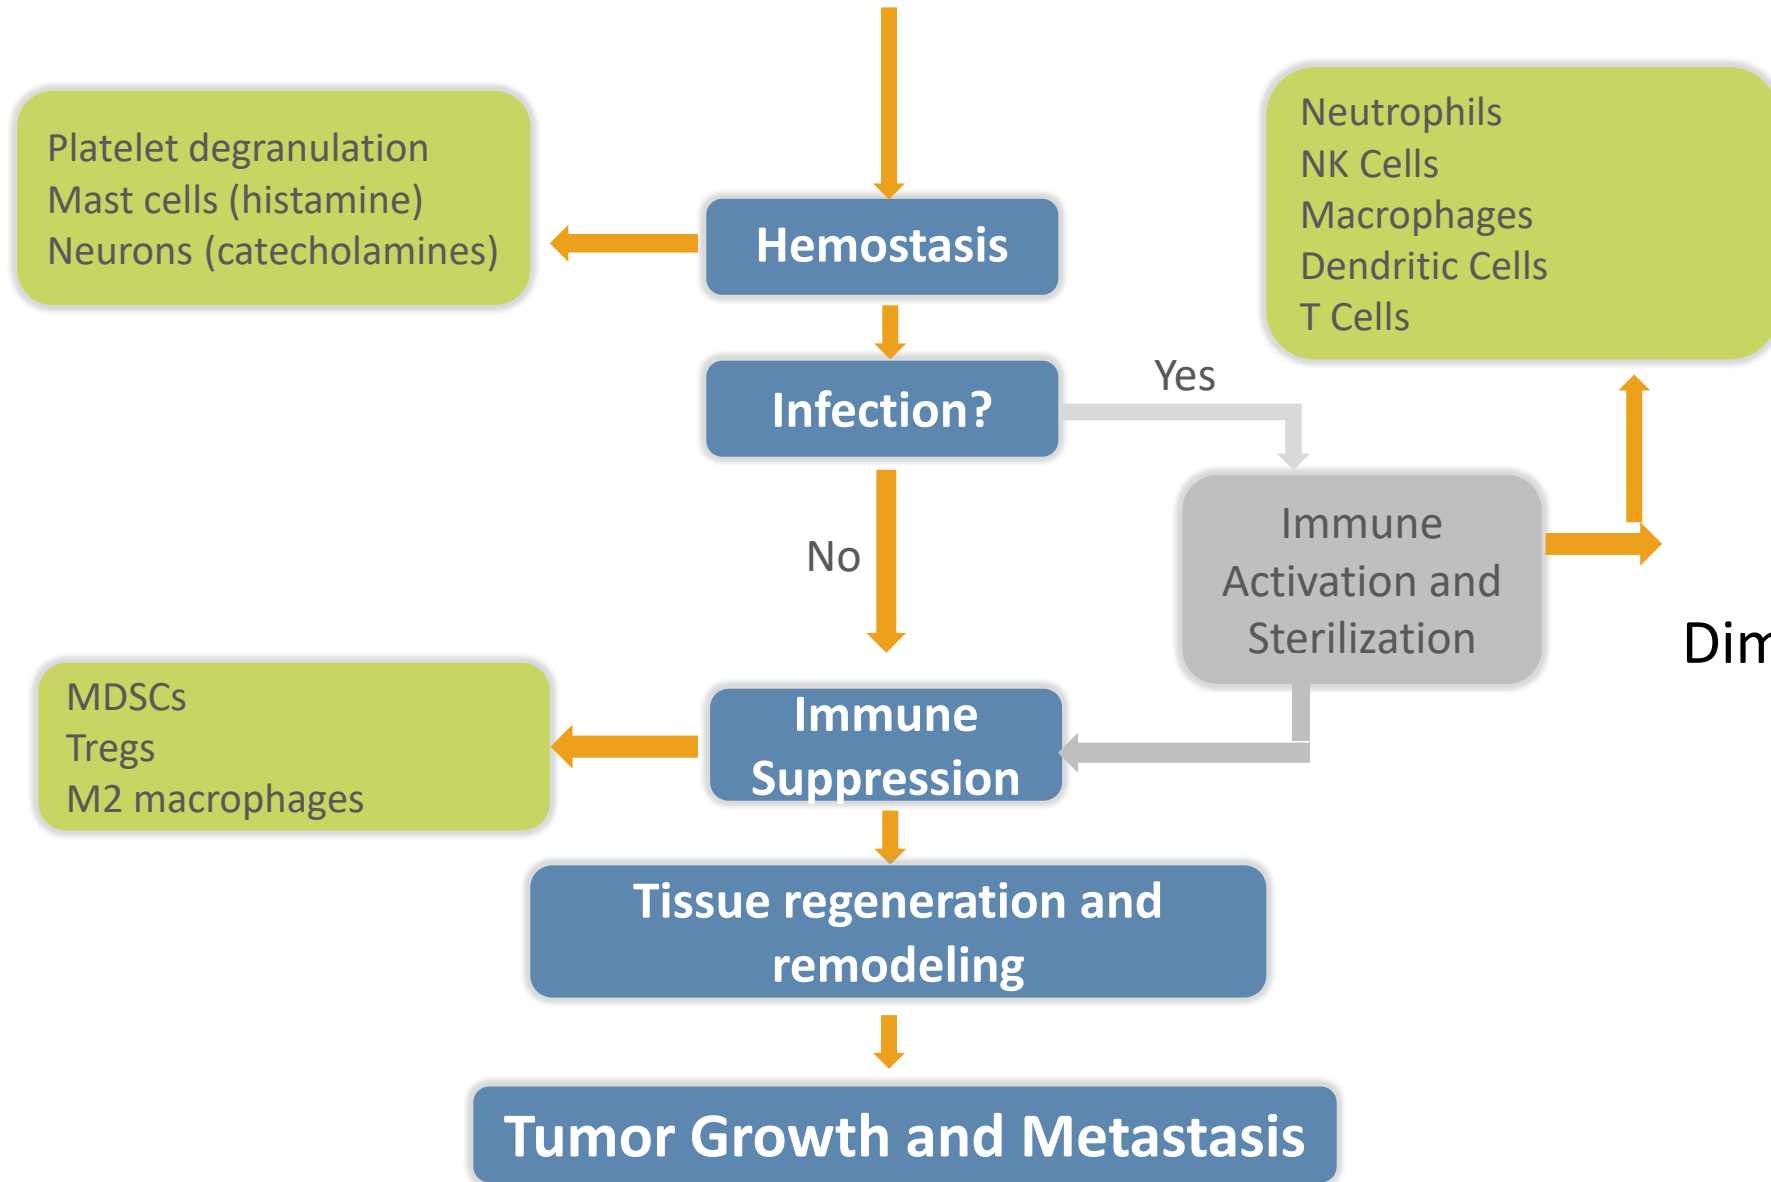 Platelet degranulation
Mast cells (histamine)
Neurons (catecholamines)
Hemostasis
Neutrophils
NK Cells
Macrophages
Dendritic Cells
T Cells
Infection?
Yes
No
Immune
Activation and
Sterilization
MDSCs
Tregs
M2 macrophages
Immune
Suppression
Tissue regeneration and
remodeling
Tumor Growth and Metastasis